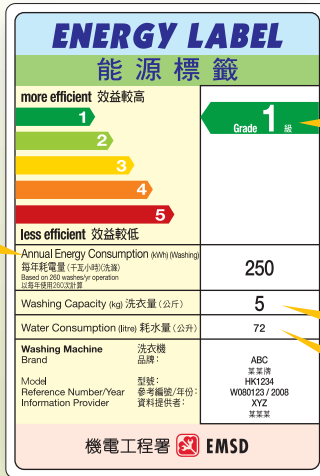 ENERGY LABEL
能源標籤
more efficient 效益較高
1
2
3
4
5
less efficient 效益較低
Grade 1 級
Annual Energy Consumption (kWh) (Washing)
每年耗電量 (千瓦小時)(洗滌)
Based on 260 washes/yr operation
以每年使用260次計算
250
Washing Capacity (kg) 洗衣量 (公斤)
5
Water Consumption (litre) 耗水量 (公升)
72
Washing Machine 洗衣機
Brand 品牌: ABC
某某牌
Model 型號: HK1234
Reference Number/Year 參考編號/年份: W080123 / 2008
Information Provider 資料提供者: XYZ
某某某
機電工程署 EMSD